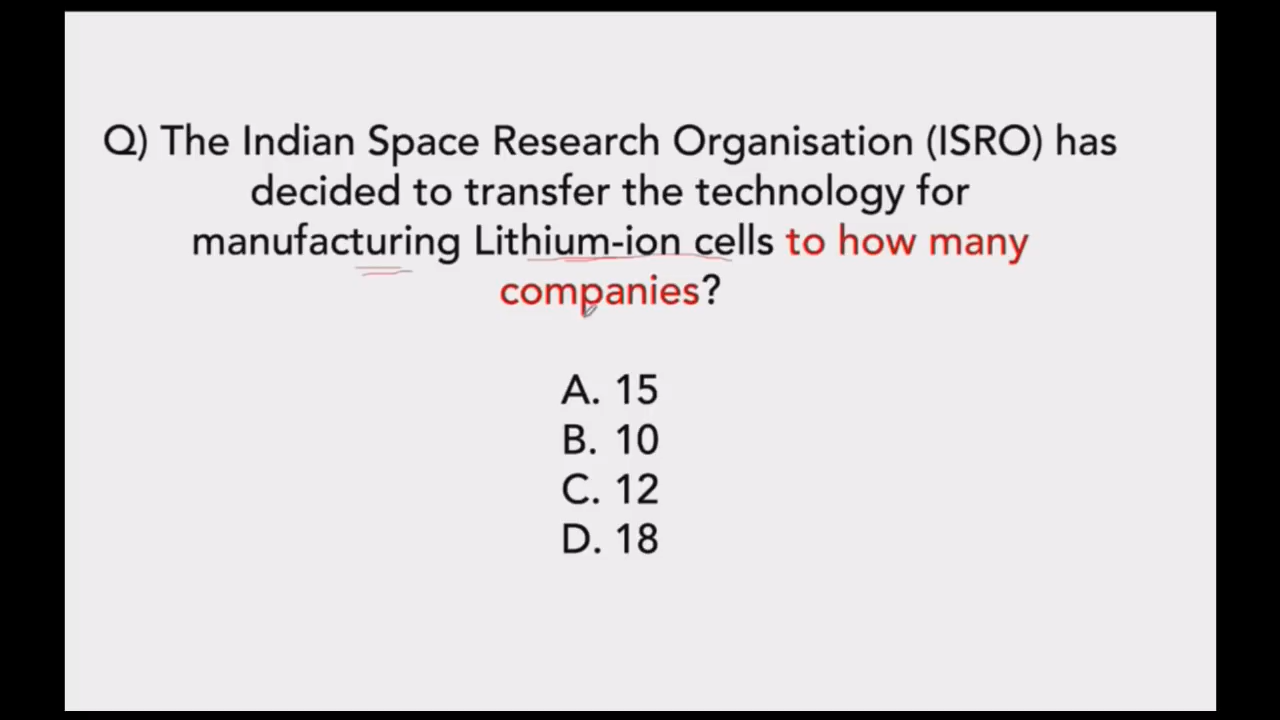 Q) The Indian Space Research Organisation (ISRO) has
decided to transfer the technology for
manufacturing Lithium-ion cells to how many
companies?
A. 15
B. 10
C. 12
D. 18